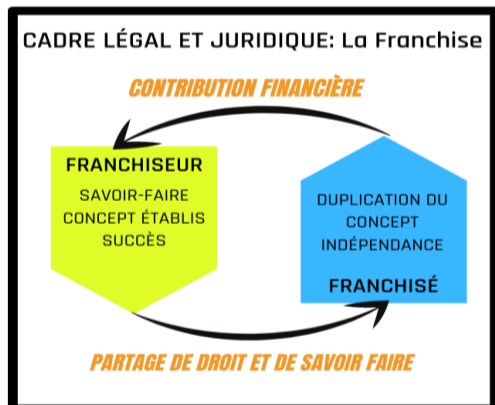 CADRE LÉGAL ET JURIDIQUE: La Franchise
CONTRIBUTION FINANCIÈRE
FRANCHISEUR
SAVOIR-FAIRE
CONCEPT ÉTABLIS
SUCCÈS
DUPLICATION DU
CONCEPT
INDÉPENDANCE
FRANCHISÉ
PARTAGE DE DROIT ET DE SAVOIR FAIRE